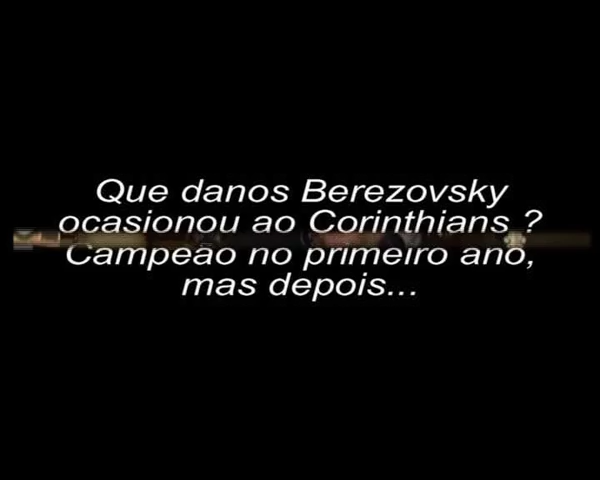 Que danos Berezovsky
ocasionou ao Corinthians ?
Campeão no primeiro ano,
mas depois...